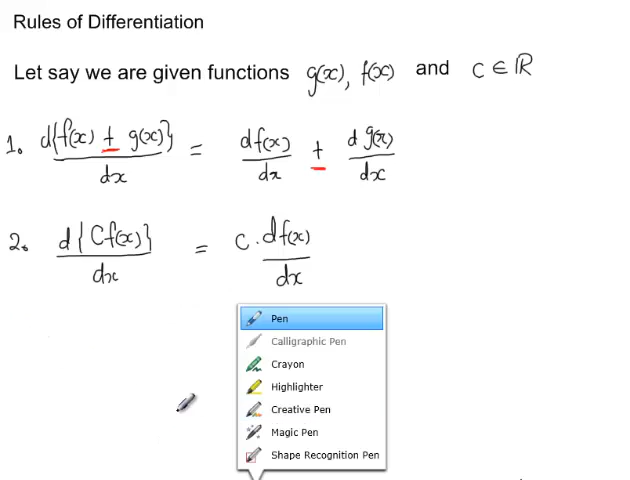 Rules of Differentiation
Let say we are given functions g(x), f(x) and c ∈ ℝ
1. d{f(x) + g(x)}/dx = df(x)/dx + dg(x)/dx
2. d{Cf(x)}/dx = c · df(x)/dx
Pen
Calligraphic Pen
Crayon
Highlighter
Creative Pen
Magic Pen
Shape Recognition Pen